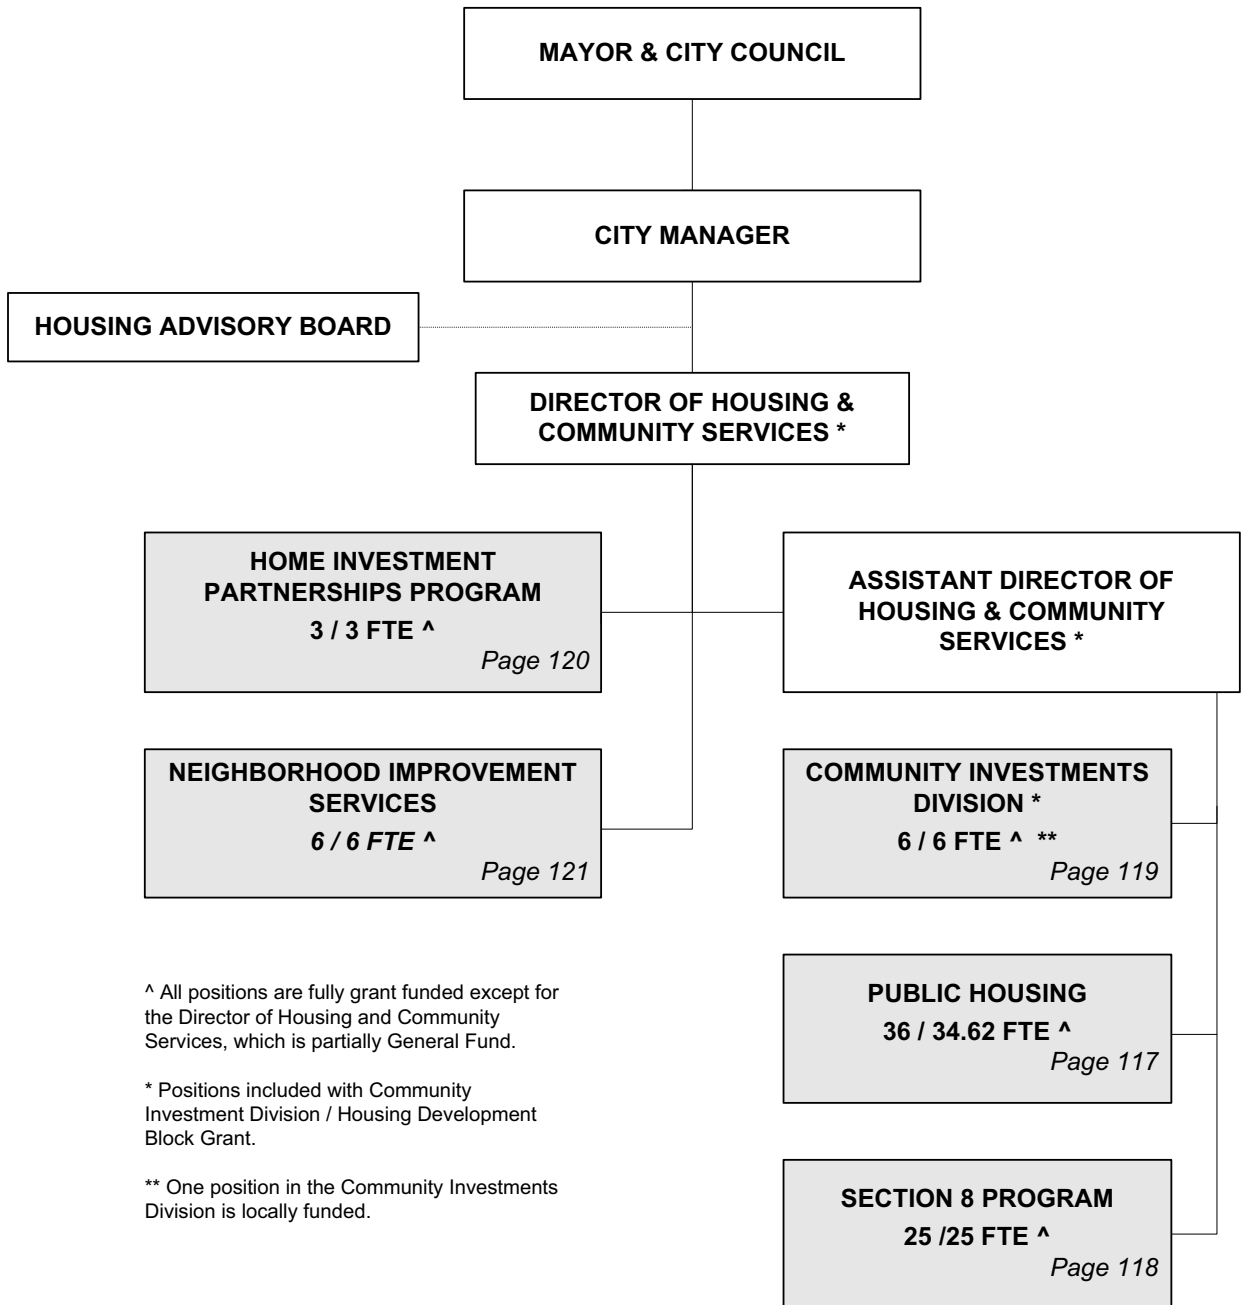 MAYOR & CITY COUNCIL
CITY MANAGER
HOUSING ADVISORY BOARD
DIRECTOR OF HOUSING &
COMMUNITY SERVICES *
HOME INVESTMENT
PARTNERSHIPS PROGRAM
3 / 3 FTE ^
Page 120
ASSISTANT DIRECTOR OF
HOUSING & COMMUNITY
SERVICES *
NEIGHBORHOOD IMPROVEMENT
SERVICES
6 / 6 FTE ^
Page 121
COMMUNITY INVESTMENTS
DIVISION *
6 / 6 FTE ^ **
Page 119
^ All positions are fully grant funded except for
the Director of Housing and Community
Services, which is partially General Fund.
* Positions included with Community
Investment Division / Housing Development
Block Grant.
** One position in the Community Investments
Division is locally funded.
PUBLIC HOUSING
36 / 34.62 FTE ^
Page 117
SECTION 8 PROGRAM
25 /25 FTE ^
Page 118